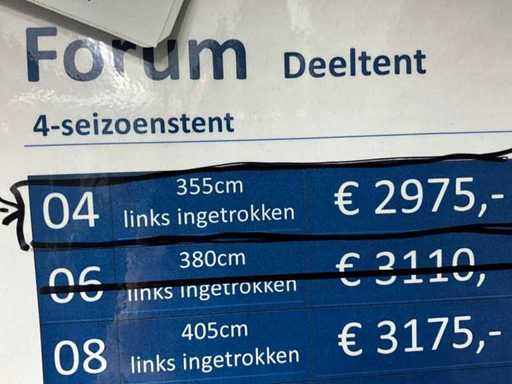 Forum Deeltent
4-seizoenstent
04 355cm links ingetrokken € 2975,-
06 380cm links ingetrokken € 3110,
08 405cm links ingetrokken € 3175,-